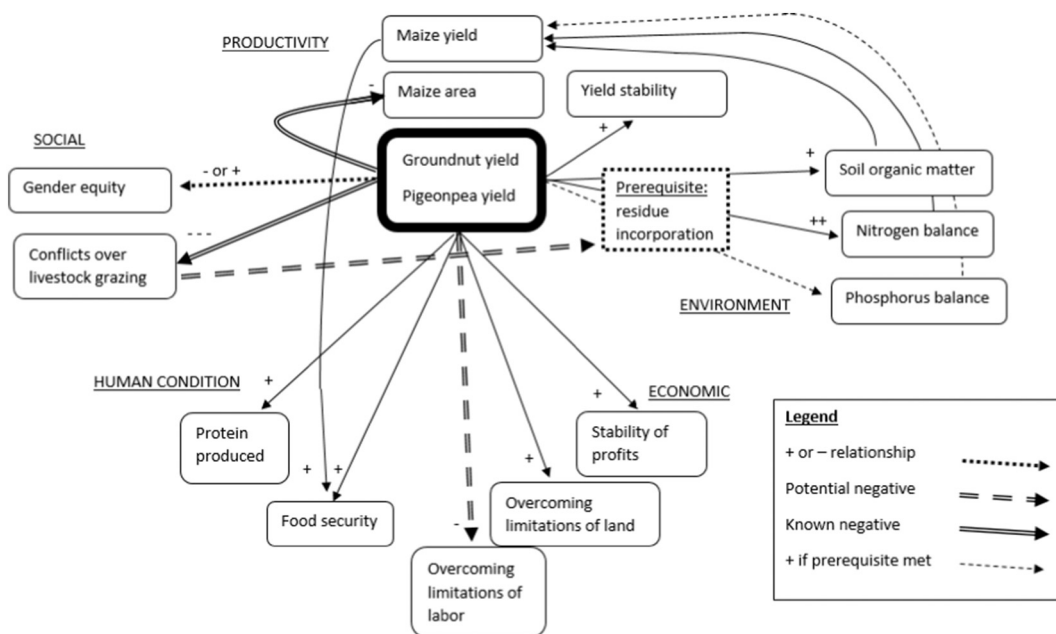 PRODUCTIVITY
Maize yield
-
Maize area
Yield stability
+
SOCIAL
Gender equity
- or +
Groundnut yield
Pigeonpea yield
Prerequisite:
residue
incorporation
+
Soil organic matter
Conflicts over
livestock grazing
---
++
Nitrogen balance
Phosphorus balance
ENVIRONMENT
HUMAN CONDITION
+
Protein
produced
+
+
Food security
-
Overcoming
limitations of
labor
+
Overcoming
limitations of land
ECONOMIC
+
Stability of
profits
Legend
+ or – relationship
Potential negative
Known negative
+ if prerequisite met